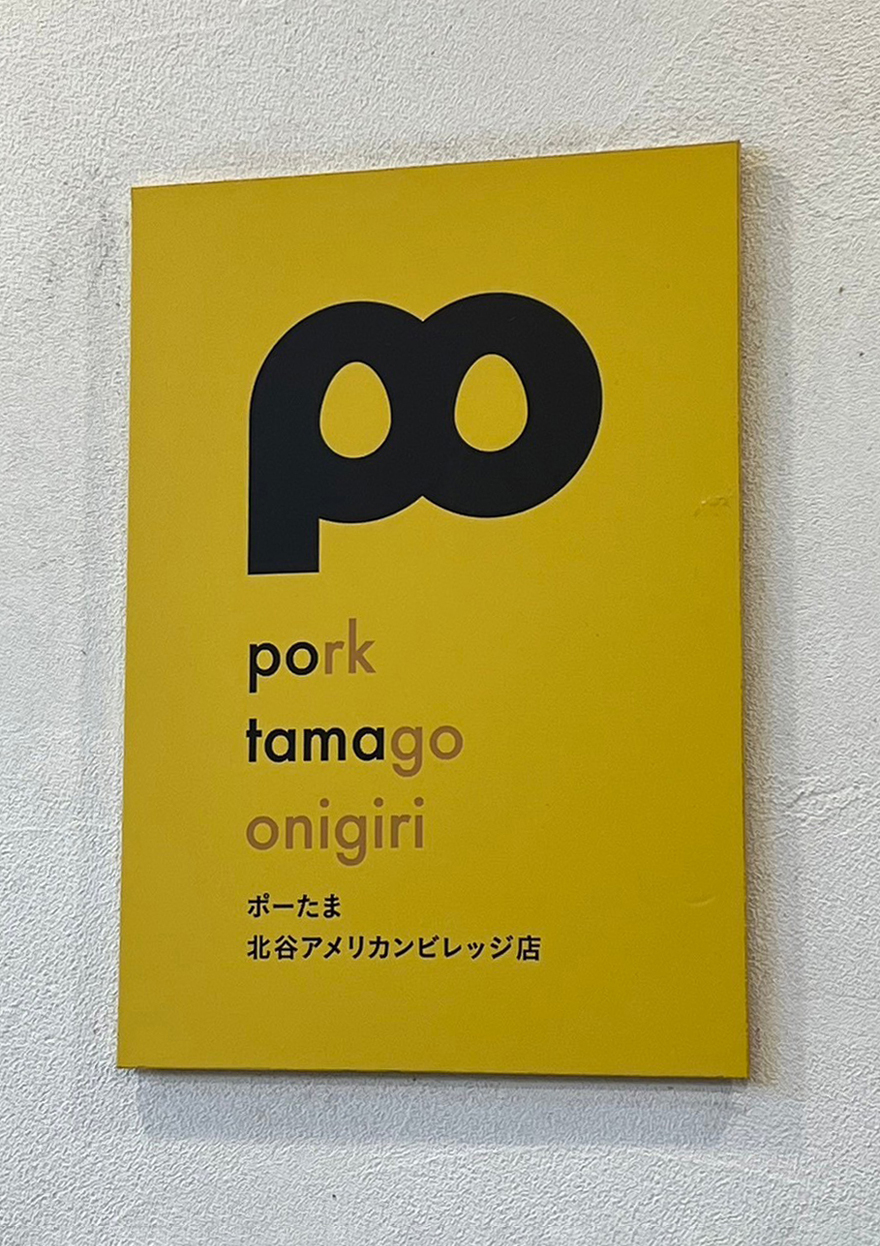 po
pork
tamago
onigiri
ポーたま
北谷アメリカンビレッジ店